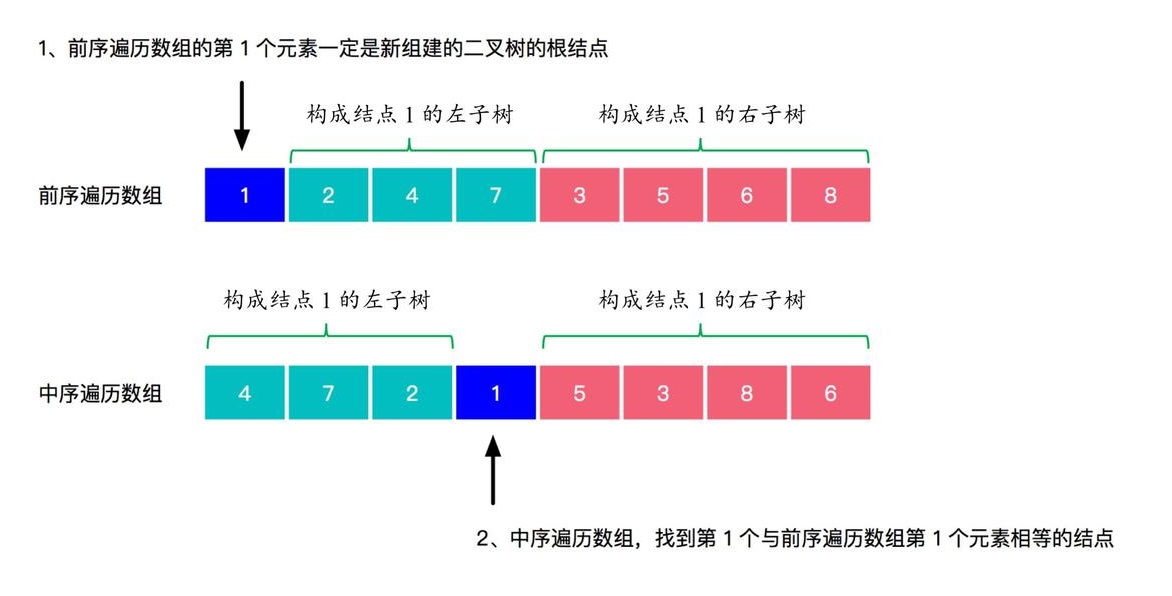 1、前序遍历数组的第 1 个元素一定是新组建的二叉树的根结点
构成结点 1 的左子树 构成结点 1 的右子树
前序遍历数组 1 2 4 7 3 5 6 8
构成结点 1 的左子树 构成结点 1 的右子树
中序遍历数组 4 7 2 1 5 3 8 6
2、中序遍历数组，找到第 1 个与前序遍历数组第 1 个元素相等的结点